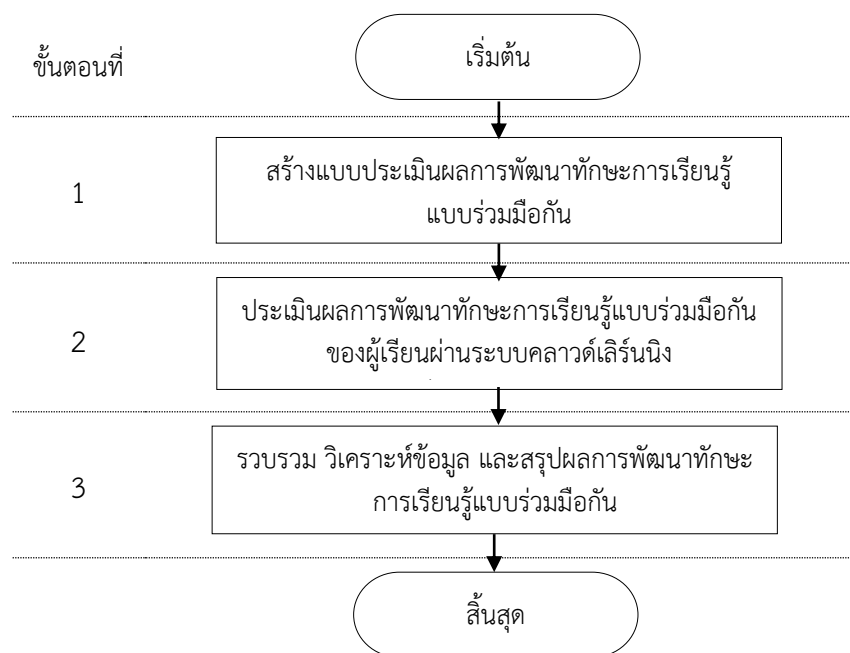 เริ่มต้น
ขั้นตอนที่
1
สร้างแบบประเมินผลการพัฒนาทักษะการเรียนรู้
แบบร่วมมือกัน
2
ประเมินผลการพัฒนาทักษะการเรียนรู้แบบร่วมมือกัน
ของผู้เรียนผ่านระบบคลาวด์เลิร์นนิง
3
รวบรวม วิเคราะห์ข้อมูล และสรุปผลการพัฒนาทักษะ
การเรียนรู้แบบร่วมมือกัน
สิ้นสุด